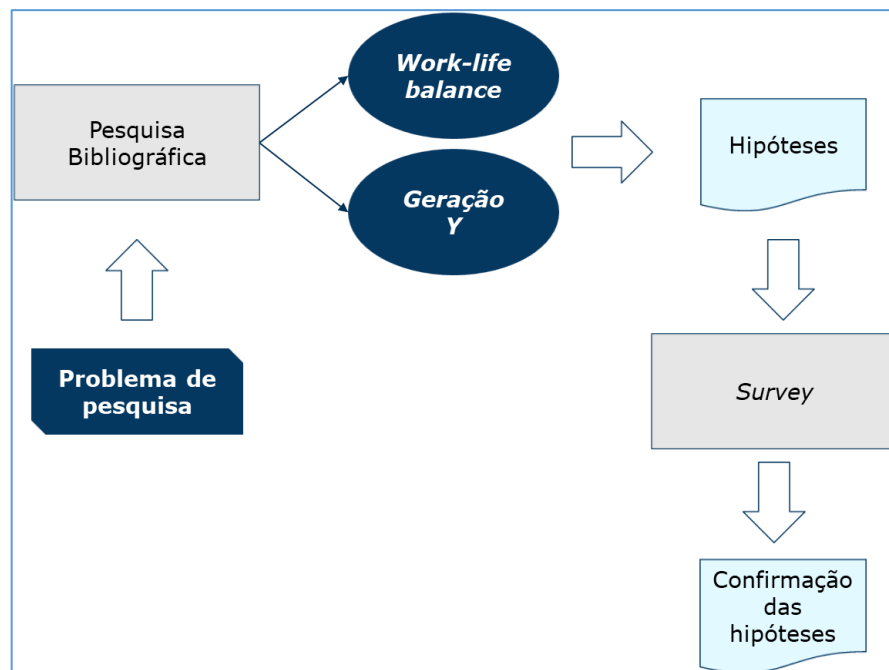 Problema de
pesquisa
Pesquisa
Bibliográfica
Work-life
balance
Geração
Y
Hipóteses
Survey
Confirmação
das
hipóteses